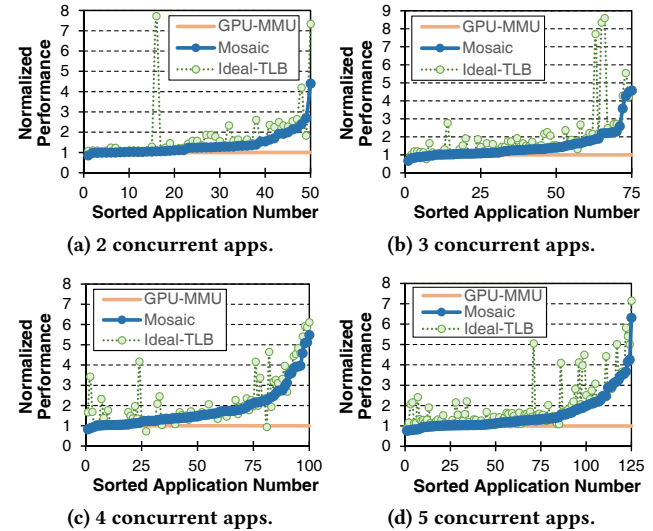 8
7
6
5
4
3
2
1
0
Normalized
Performance
GPU-MMU
Mosaic
Ideal-TLB
0 10 20 30 40 50
Sorted Application Number
(a) 2 concurrent apps.
9
8
7
6
5
4
3
2
1
0
Normalized
Performance
GPU-MMU
Mosaic
Ideal-TLB
0 25 50 75
Sorted Application Number
(b) 3 concurrent apps.
8
7
6
5
4
3
2
1
0
Normalized
Performance
GPU-MMU
Mosaic
Ideal-TLB
0 25 50 75 100
Sorted Application Number
(c) 4 concurrent apps.
8
7
6
5
4
3
2
1
0
Normalized
Performance
GPU-MMU
Mosaic
Ideal-TLB
0 25 50 75 100 125
Sorted Application Number
(d) 5 concurrent apps.